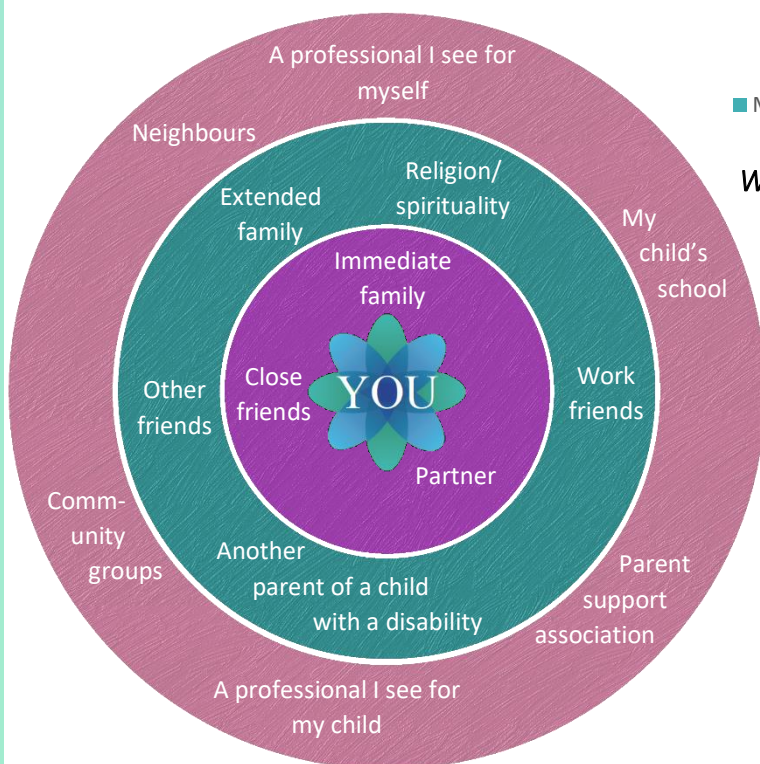 A professional I see for
myself
Neighbours
N
W
Religion/
spirituality
Extended
family
My
child's
school
Immediate
family
Other
friends
Close
friends
YOU
Work
friends
Partner
Comm-
unity
groups
Another
parent of a child
with a disability
Parent
support
association
A professional I see for
my child